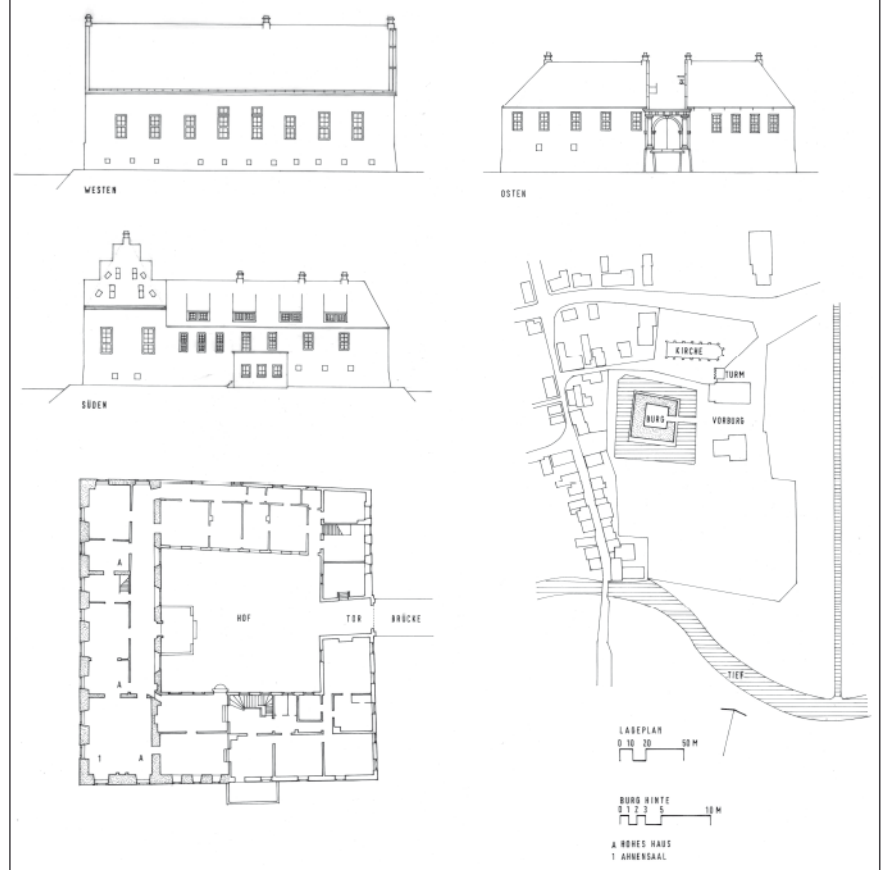 WESTEN
OSTEN
SÜDEN
KIRCHE
TURM
BURG
VORBURG
A
HOF
TOR
BRÜCKE
A
1 A
TIEF
LAGEPLAN
0 10 20 50 M
BURG HINTE
0 1 2 3 5 10 M
A HOHES HAUS
1 AHNENSAAL